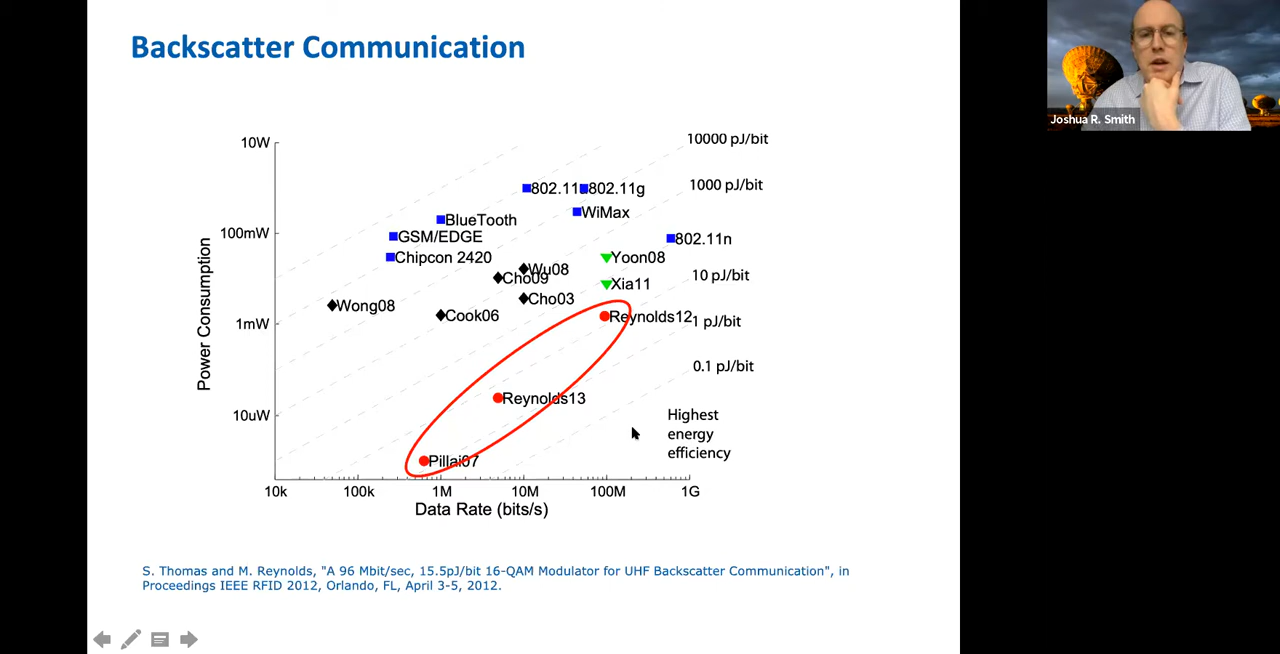 Backscatter Communication
Joshua R. Smith
10000 pJ/bit
10W
1000 pJ/bit
802.11
802.11g
WiMax
BlueTooth
100mW
GSM/EDGE
802.11n
Chipcon 2420
Yoon08
Wu08
10 pJ/bit
Cho09
Xia11
Cho03
Wong08
Cook06
Reynolds12
1 pJ/bit
1mW
Power Consumption
0.1 pJ/bit
Reynolds13
10uW
Highest
energy
efficiency
Pillai07
10k 100k 1M 10M 100M 1G
Data Rate (bits/s)
S. Thomas and M. Reynolds, "A 96 Mbit/sec, 15.5pJ/bit 16-QAM Modulator for UHF Backscatter Communication", in
Proceedings IEEE RFID 2012, Orlando, FL, April 3-5, 2012.